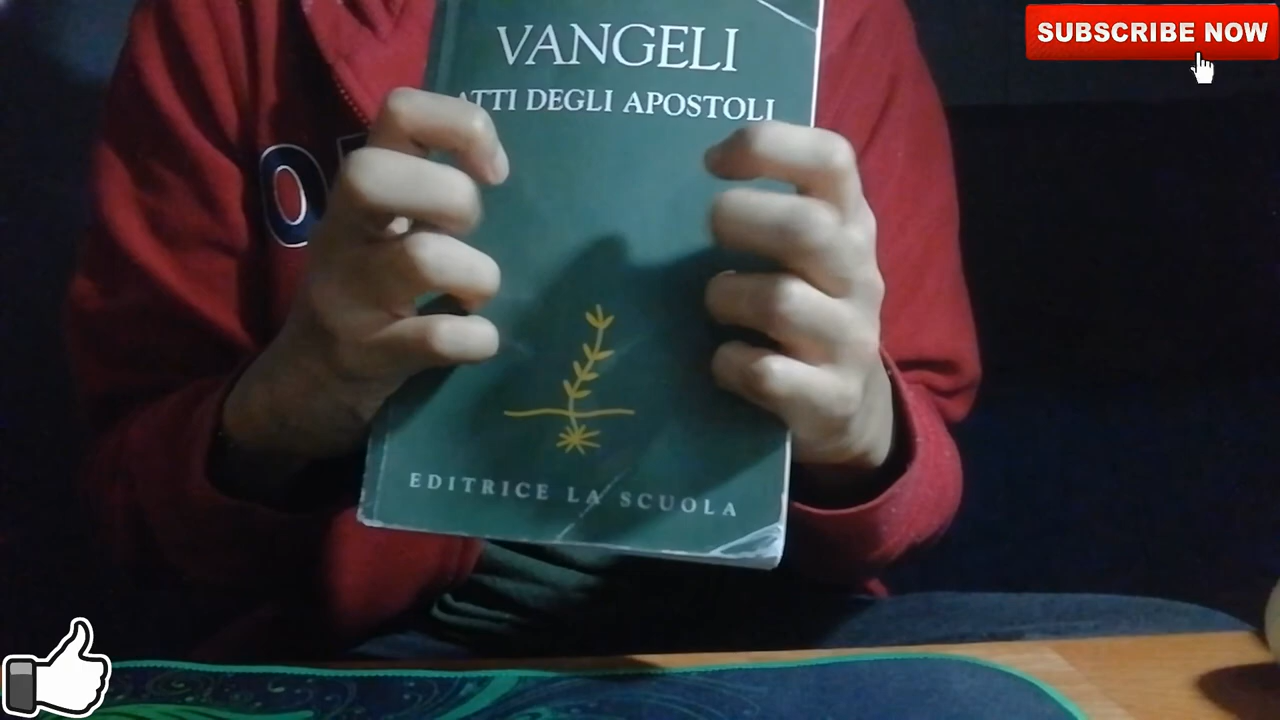 SUBSCRIBE NOW
VANGELI
ATTI DEGLI APOSTOLI
O
EDITRICE LA SCUOLA